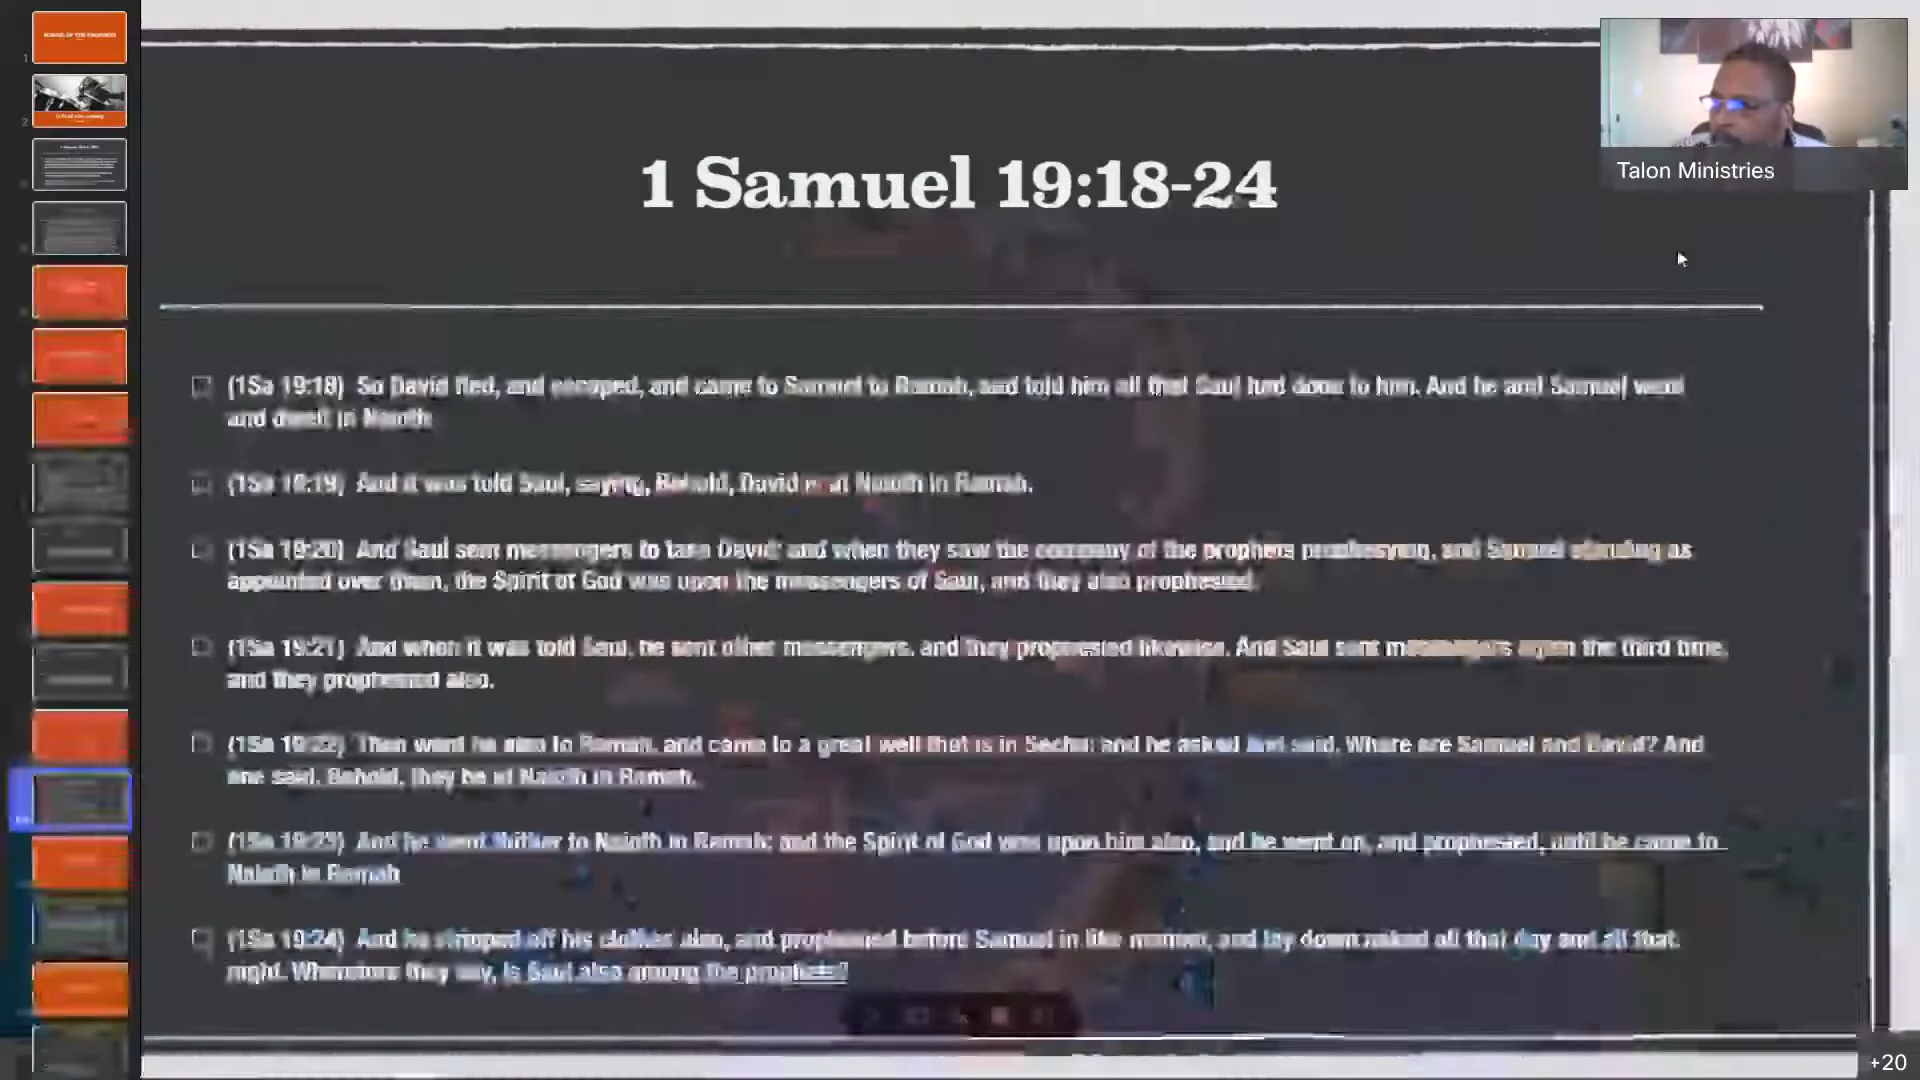 SCHOOL OF THE PROPHETS
Talon Ministries
1 Samuel 19:18-24
(1Sa 19:18) So David fled, and escaped, and came to Samuel to Ramah, and told him all that Saul had done to him. And he and Samuel went
and dwelt in Naioth.
(1Sa 19:19) And it was told Saul, saying, Behold, David is at Naioth in Ramah.
(1Sa 19:20) And Saul sent messengers to take David: and when they saw the company of the prophets prophesying, and Samuel standing as
appointed over them, the Spirit of God was upon the messengers of Saul, and they also prophesied.
(1Sa 19:21) And when it was told Saul, he sent other messengers, and they prophesied likewise. And Saul sent messengers again the third time,
and they prophesied also.
(1Sa 19:22) Then went he also to Ramah, and came to a great well that is in Sechu: and he asked and said, Where are Samuel and David? And
one said, Behold, they be at Naioth in Ramah.
(1Sa 19:23) And he went thither to Naioth in Ramah: and the Spirit of God was upon him also, and he went on, and prophesied, until he came to
Naioth in Ramah
(1Sa 19:24) And he stripped off his clothes also, and prophesied before Samuel in like manner, and lay down naked all that day and all that
night. Wherefore they say, Is Saul also among the prophets?
+20